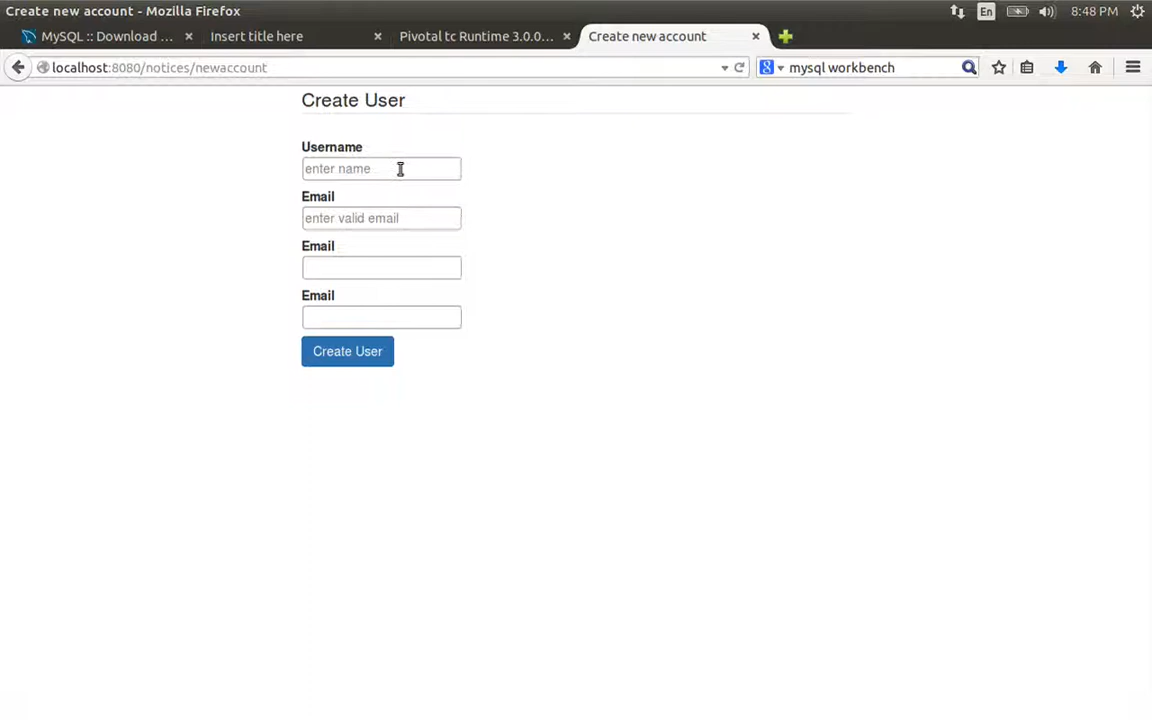 Create new account - Mozilla Firefox
En
8:48 PM
MySQL :: Download ...
Insert title here
Pivotal tc Runtime 3.0.0...
Create new account
localhost:8080/notices/newaccount
8
mysql workbench
Create User
Username
enter name
Email
enter valid email
Email
Email
Create User